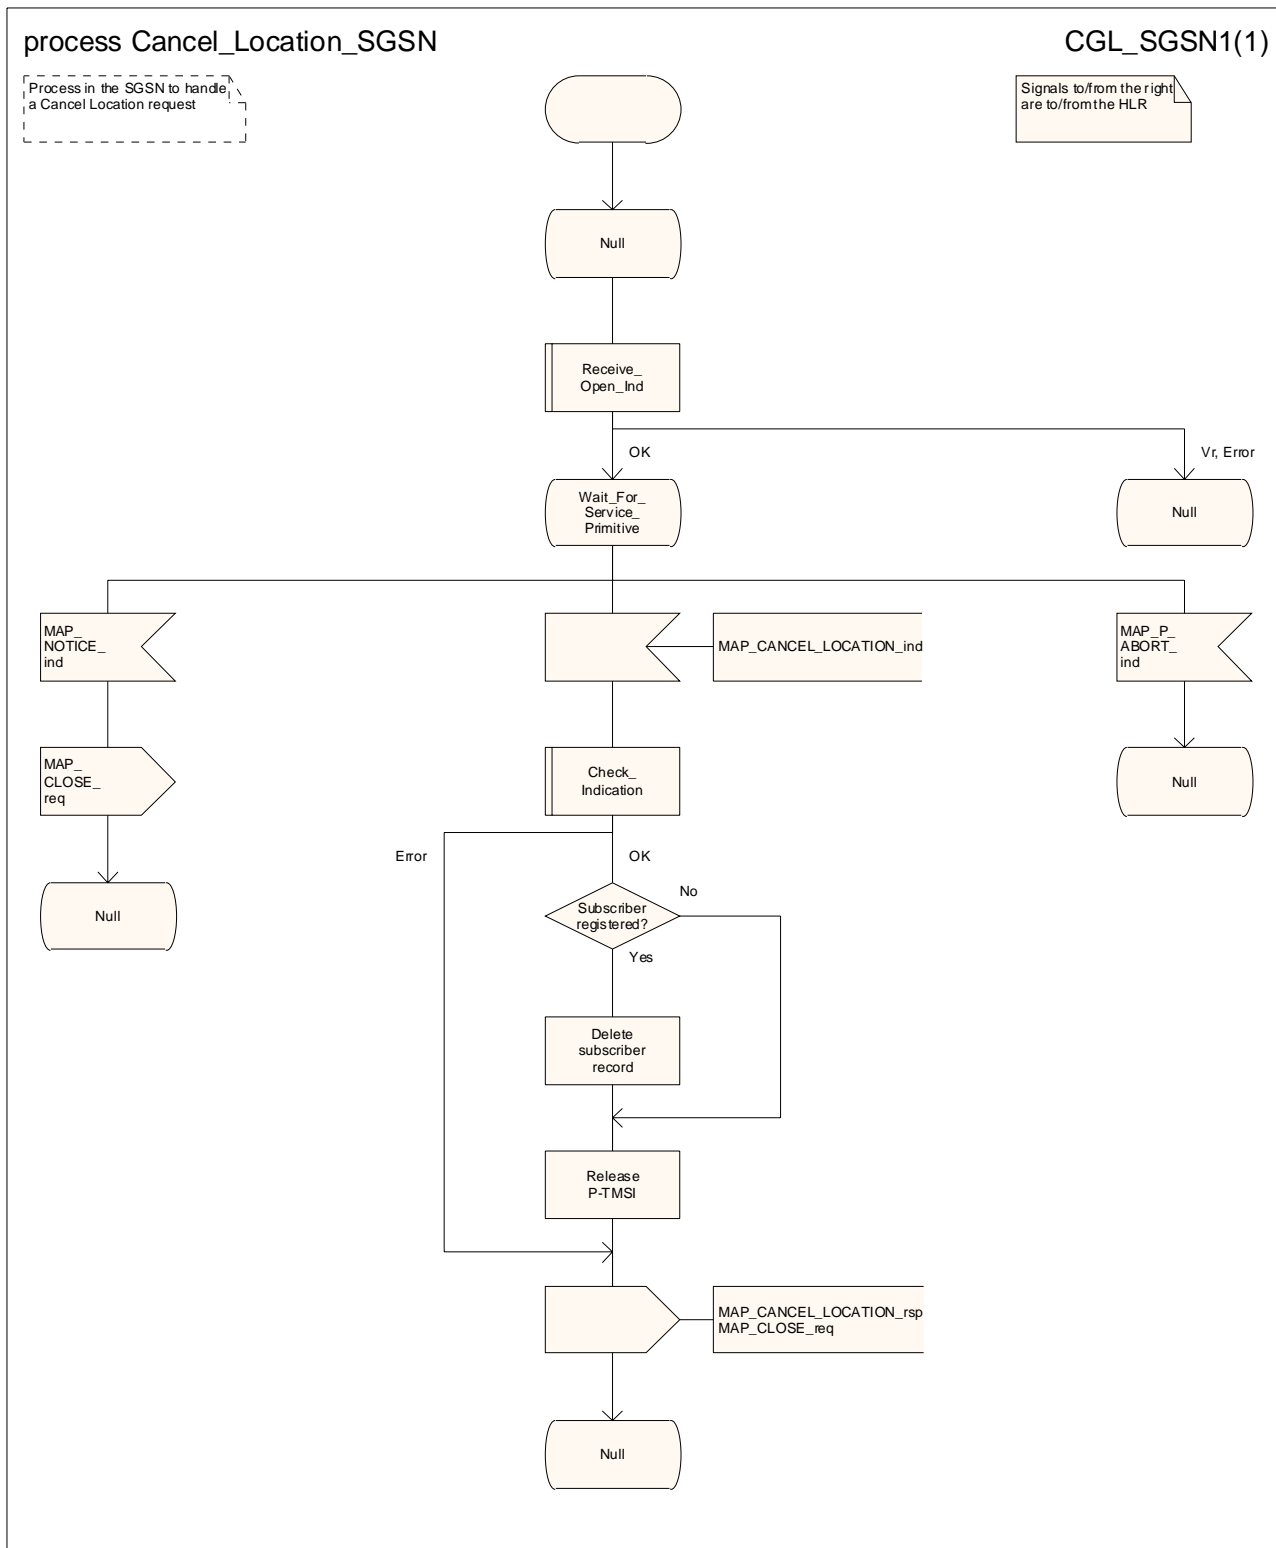 process Cancel_Location_SGSN
CGL_SGSN1(1)
Process in the SGSN to handle
a Cancel Location request
Signals to/from the right
are to/from the HLR
Null
Receive_
Open_Ind
OK
Vr, Error
Wait_For_
Service_
Primitive
Null
MAP_
NOTICE_
ind
MAP_CANCEL_LOCATION_ind
MAP_P_
ABORT_
ind
MAP_
CLOSE_
req
Check_
Indication
Null
Error
OK
No
Null
Subscriber
registered?
Yes
Delete
subscriber
record
Release
P-TMSI
MAP_CANCEL_LOCATION_rsp
MAP_CLOSE_req
Null